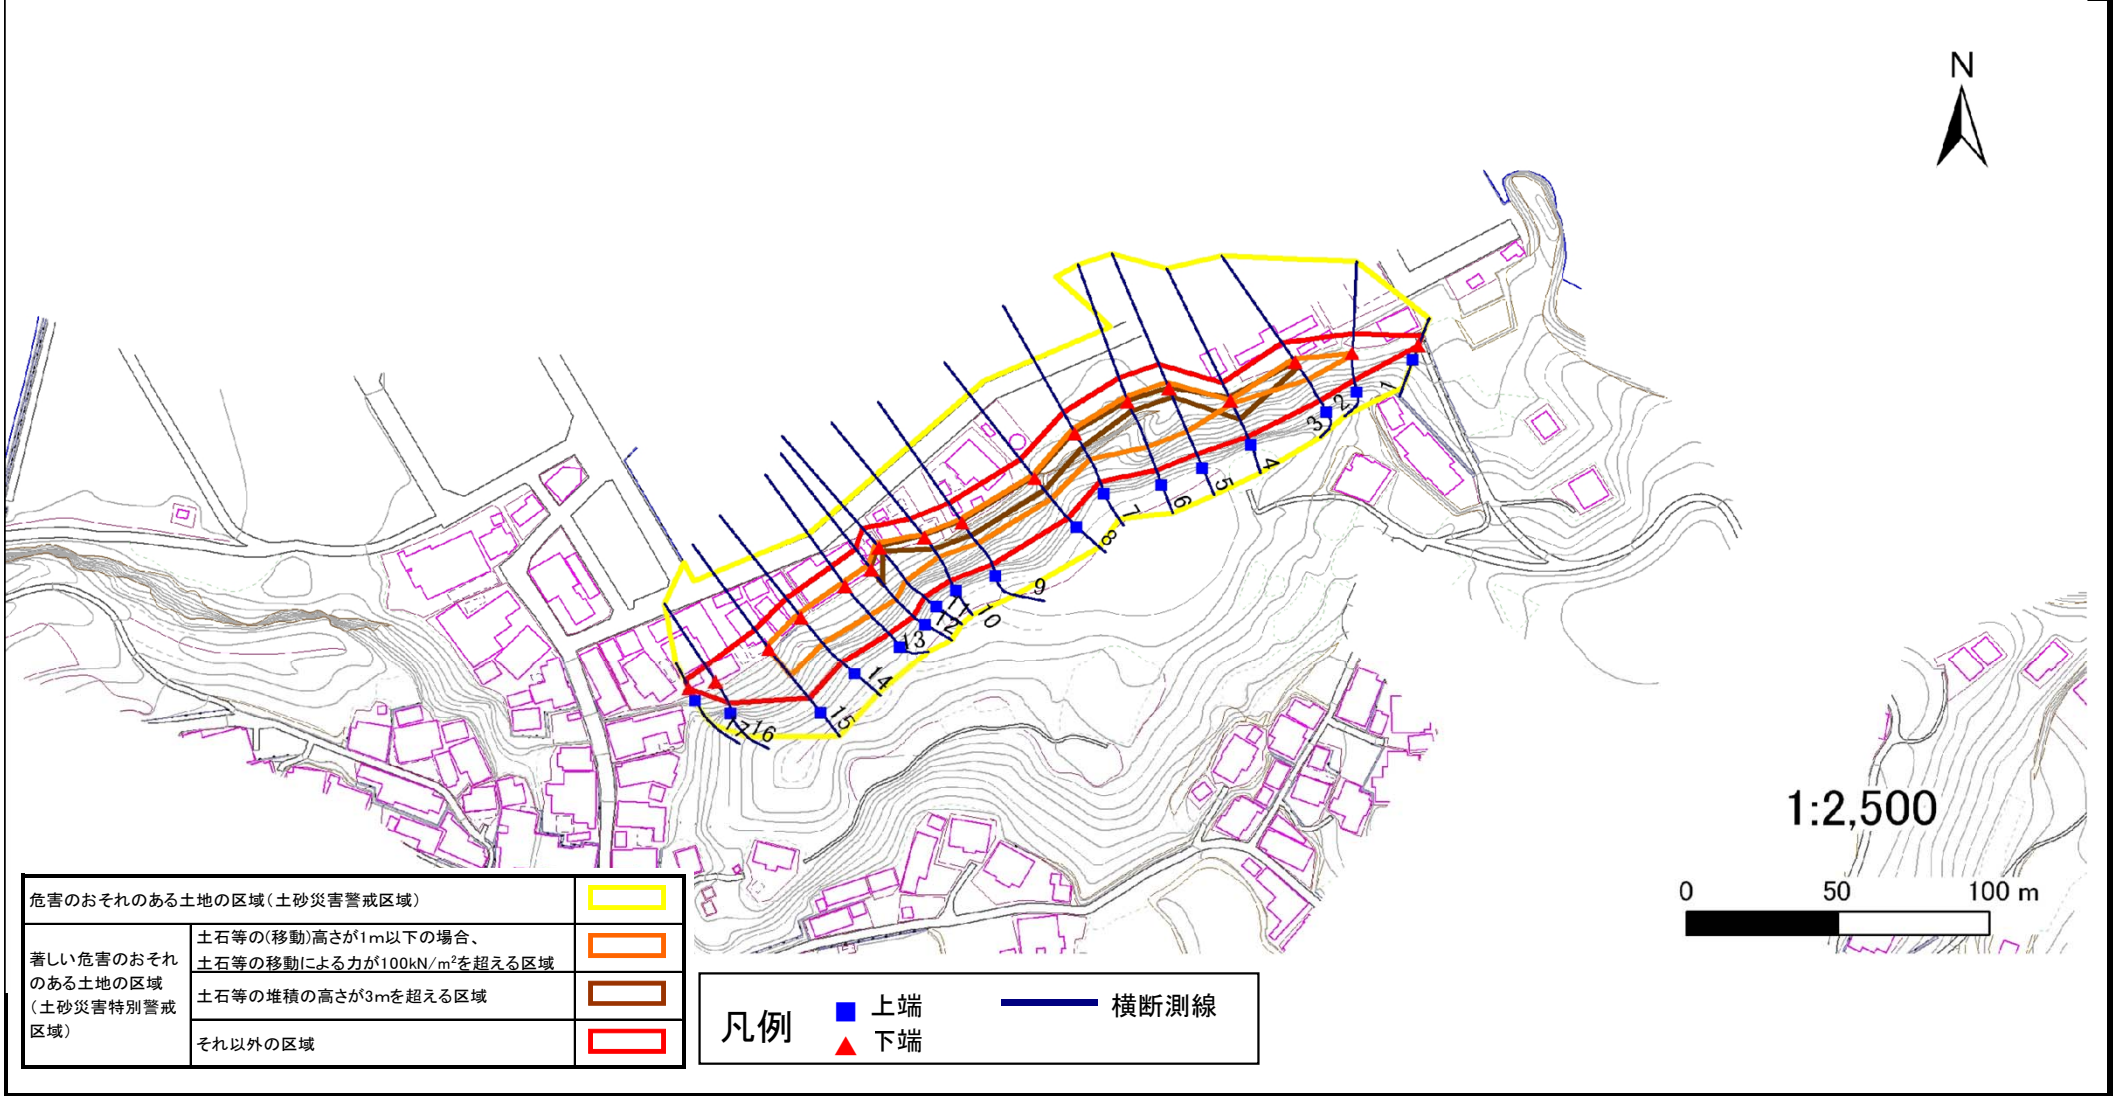 N
1
2
3
4
5
6
7
8
9
10
11
12
13
14
15
16
17
1:2,500
0 50 100 m
危害のおそれのある土地の区域(土砂災害警戒区域)
著しい危害のおそれ
のある土地の区域
(土砂災害特別警戒
区域)
土石等の(移動)高さが1m以下の場合、
土石等の移動による力が100kN/㎡を超える区域
土石等の堆積の高さが3mを超える区域
それ以外の区域
凡例
上端
下端
横断測線